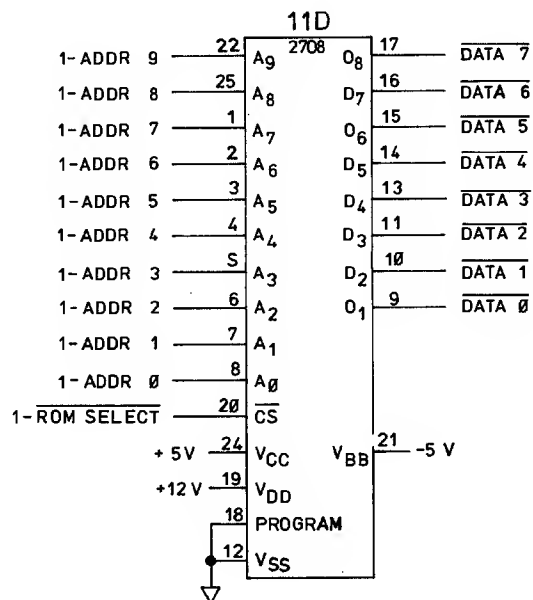 11D
2708
1-ADDR 9 22 A9 O8 17 DATA 7
1-ADDR 8 25 A8 D7 16 DATA 6
1-ADDR 7 1 A7 O6 15 DATA 5
1-ADDR 6 2 A6 D5 14 DATA 4
1-ADDR 5 3 A5 D4 13 DATA 3
1-ADDR 4 4 A4 D3 11 DATA 2
1-ADDR 3 S A3 D2 1Ø DATA 1
1-ADDR 2 6 A2 O1 9 DATA Ø
1-ADDR 1 7 A1
1-ADDR Ø 8 AØ
1-ROM SELECT 2Ø CS
+ 5V 24 VCC VBB 21 -5 V
+12V 19 VDD
18 PROGRAM
12 VSS